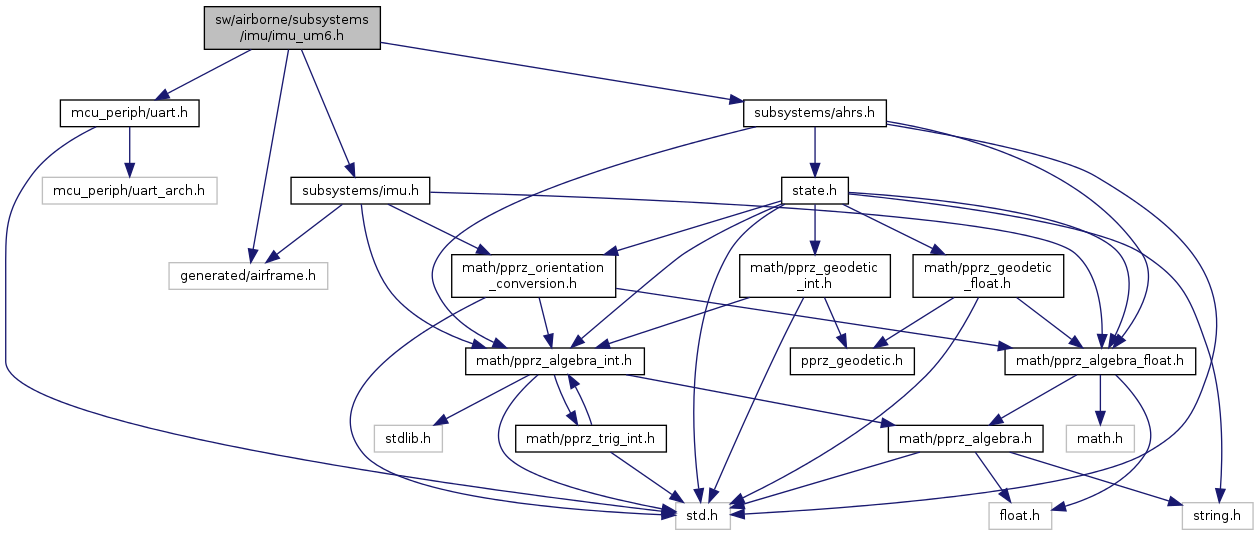 sw/airborne/subsystems
/imu/imu_um6.h
mcu_periph/uart.h
subsystems/ahrs.h
mcu_periph/uart_arch.h
subsystems/imu.h
state.h
generated/airframe.h
math/pprz_orientation
_conversion.h
math/pprz_geodetic
_int.h
math/pprz_geodetic
_float.h
math/pprz_algebra_int.h
pprz_geodetic.h
math/pprz_algebra_float.h
stdlib.h
math/pprz_trig_int.h
math/pprz_algebra.h
math.h
std.h
float.h
string.h